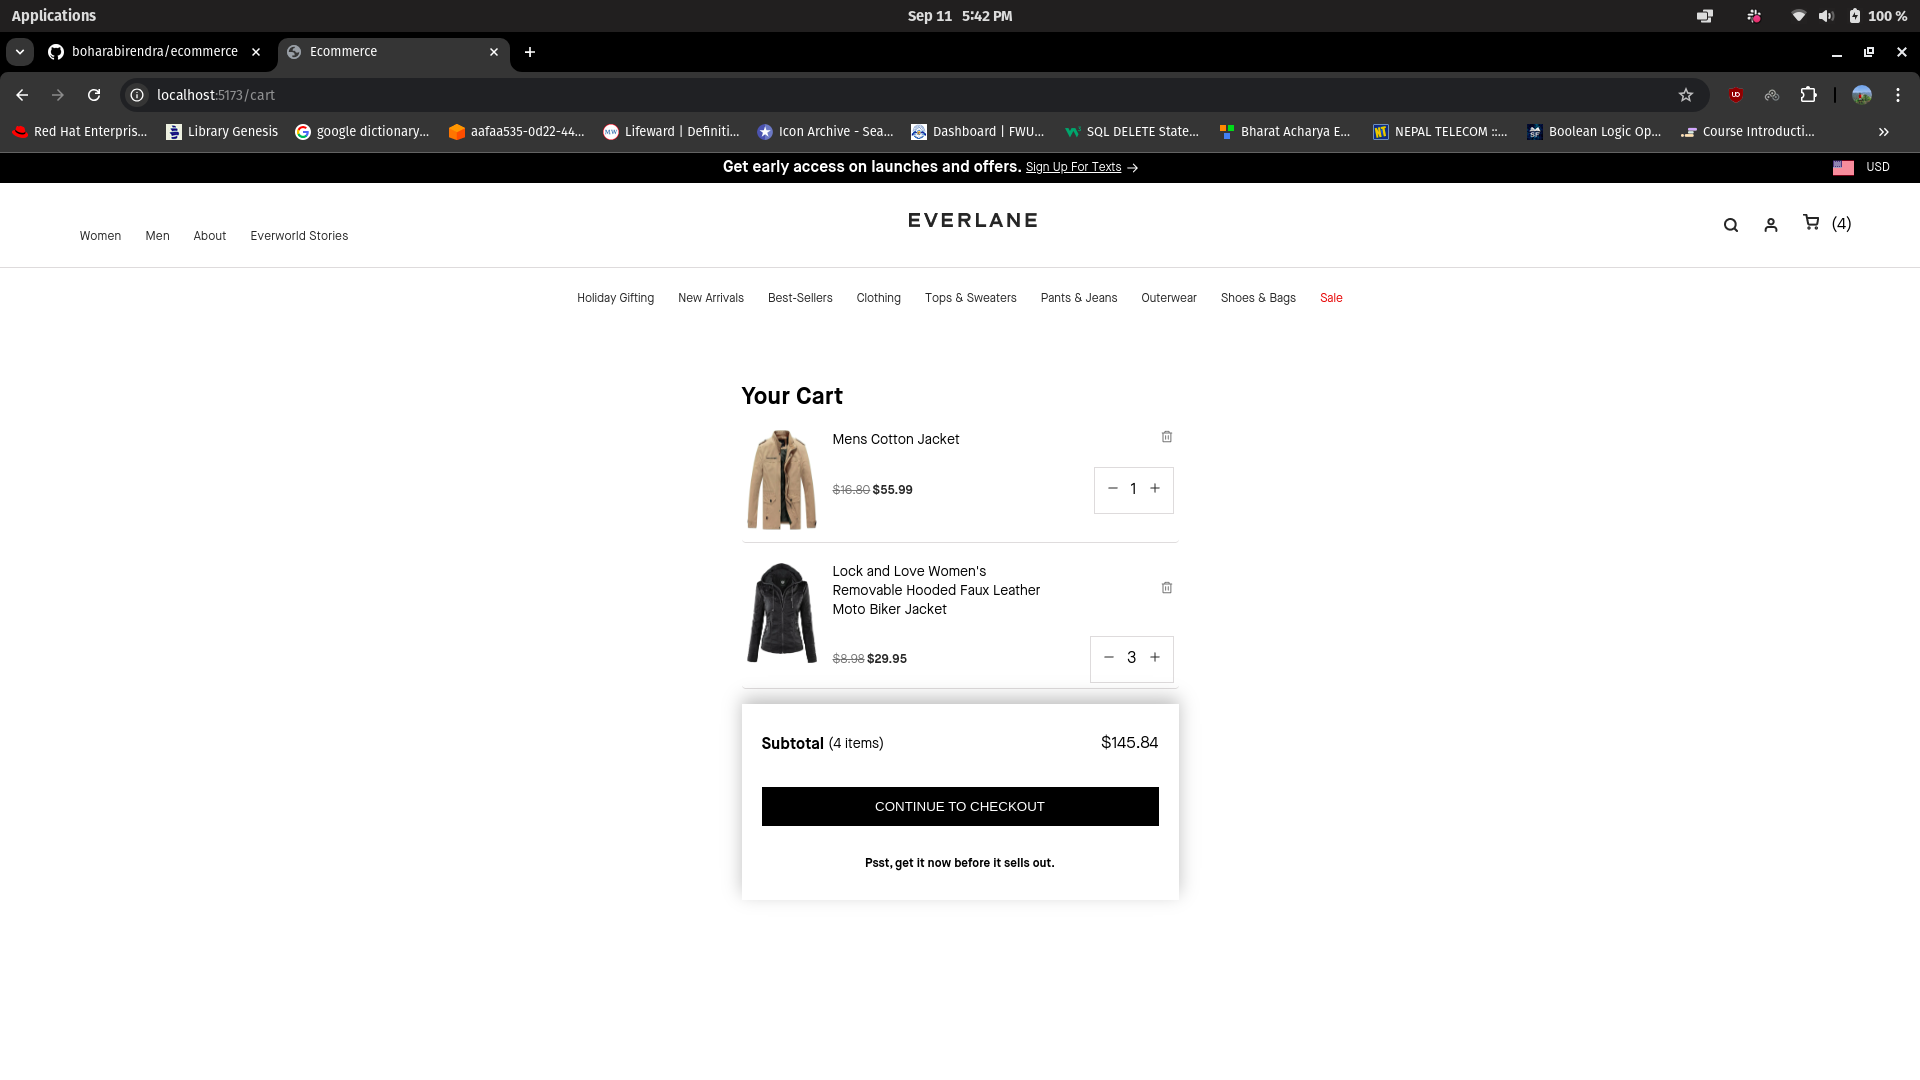 Applications
Sep 11 5:42 PM
100 %
boharabirendra/ecommerce
Ecommerce
localhost:5173/cart
Red Hat Enterpris...
Library Genesis
google dictionary...
aafaa535-0d22-44...
Lifeward | Definiti...
Icon Archive - Sea...
Dashboard | FWU...
SQL DELETE State...
Bharat Acharya E...
NEPAL TELECOM ::...
Boolean Logic Op...
Course Introducti...
Get early access on launches and offers. Sign Up For Texts →
USD
Women
Men
About
Everworld Stories
EVERLANE
(4)
Holiday Gifting
New Arrivals
Best-Sellers
Clothing
Tops & Sweaters
Pants & Jeans
Outerwear
Shoes & Bags
Sale
Your Cart
Mens Cotton Jacket
$16.80 $55.99
− 1 +
Lock and Love Women's
Removable Hooded Faux Leather
Moto Biker Jacket
$8.98 $29.95
− 3 +
Subtotal (4 items)
$145.84
CONTINUE TO CHECKOUT
Psst, get it now before it sells out.